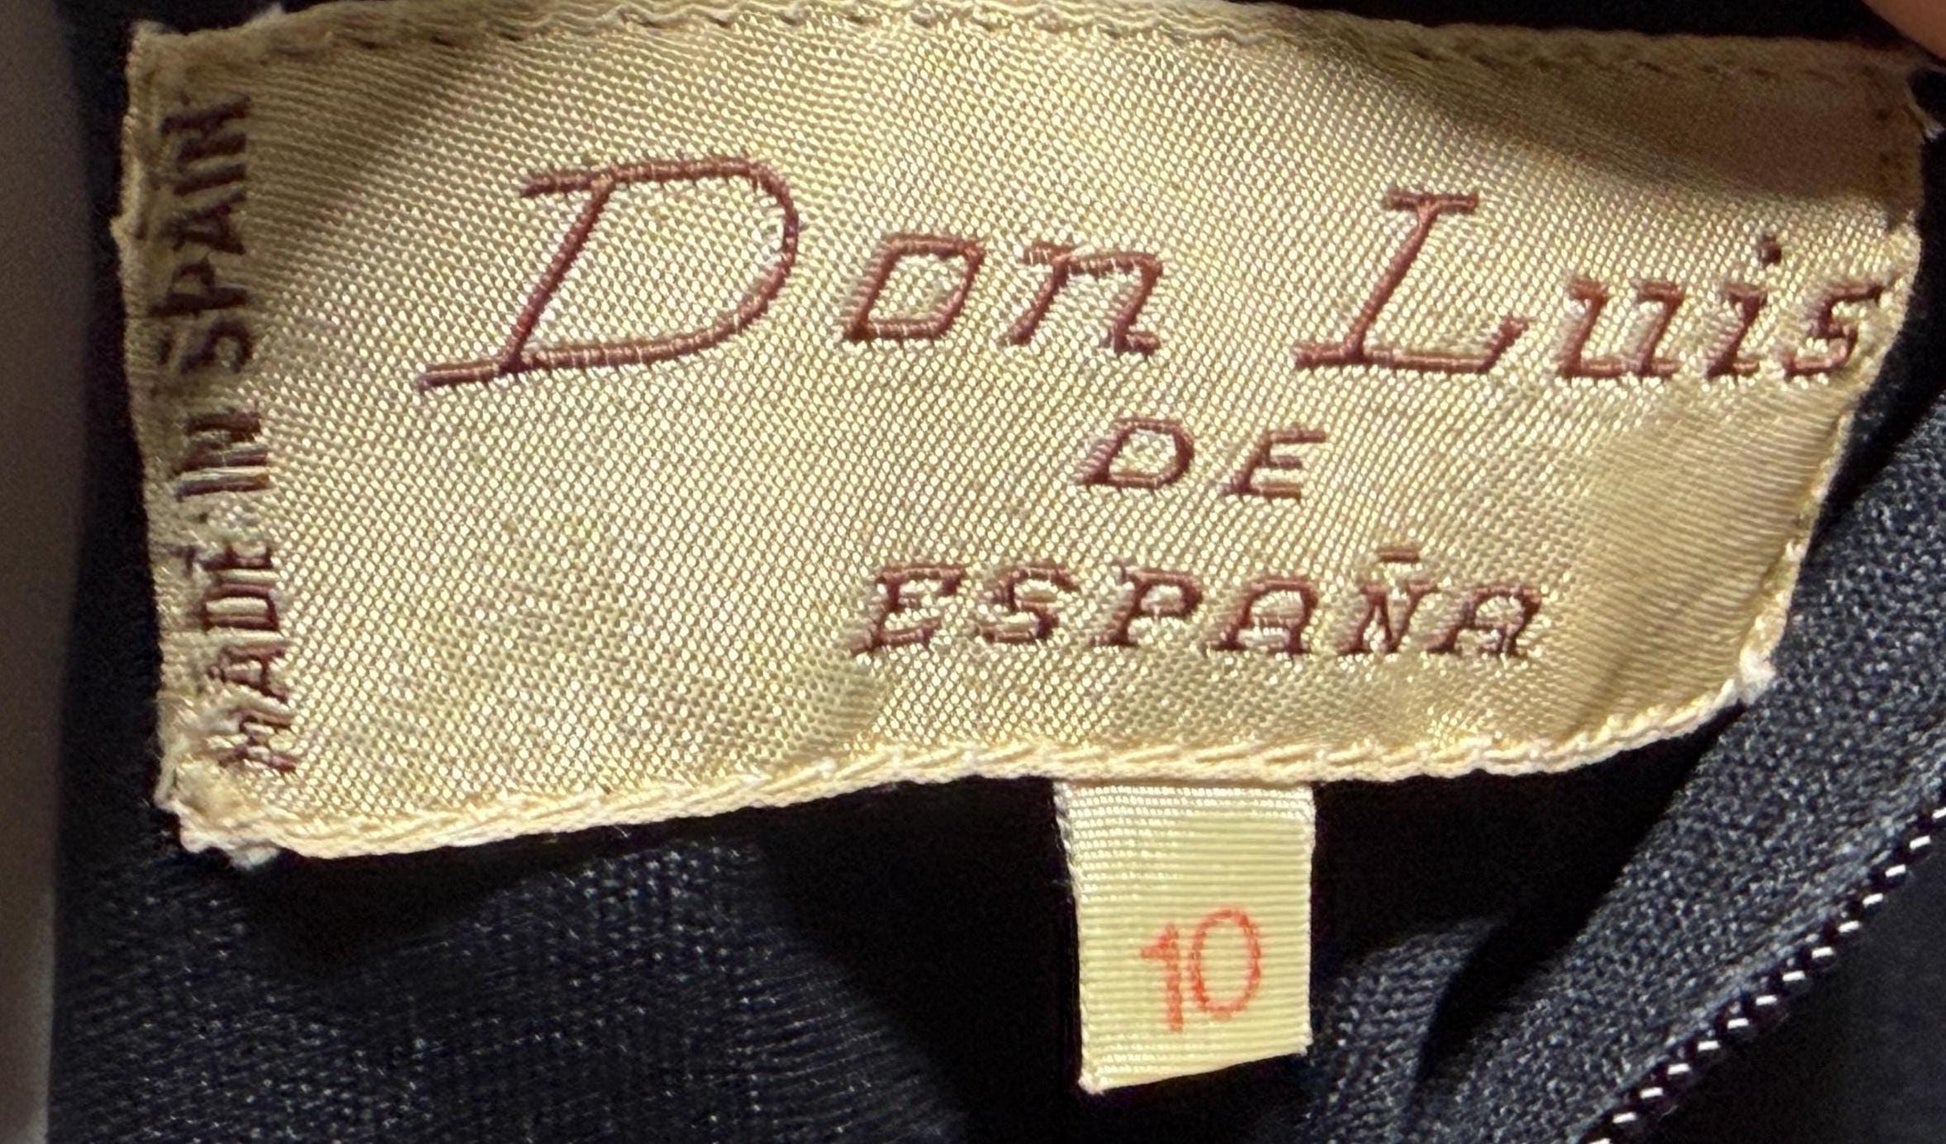 MADE IN SPAIN
Don Luis
DE
ESPAÑA
10